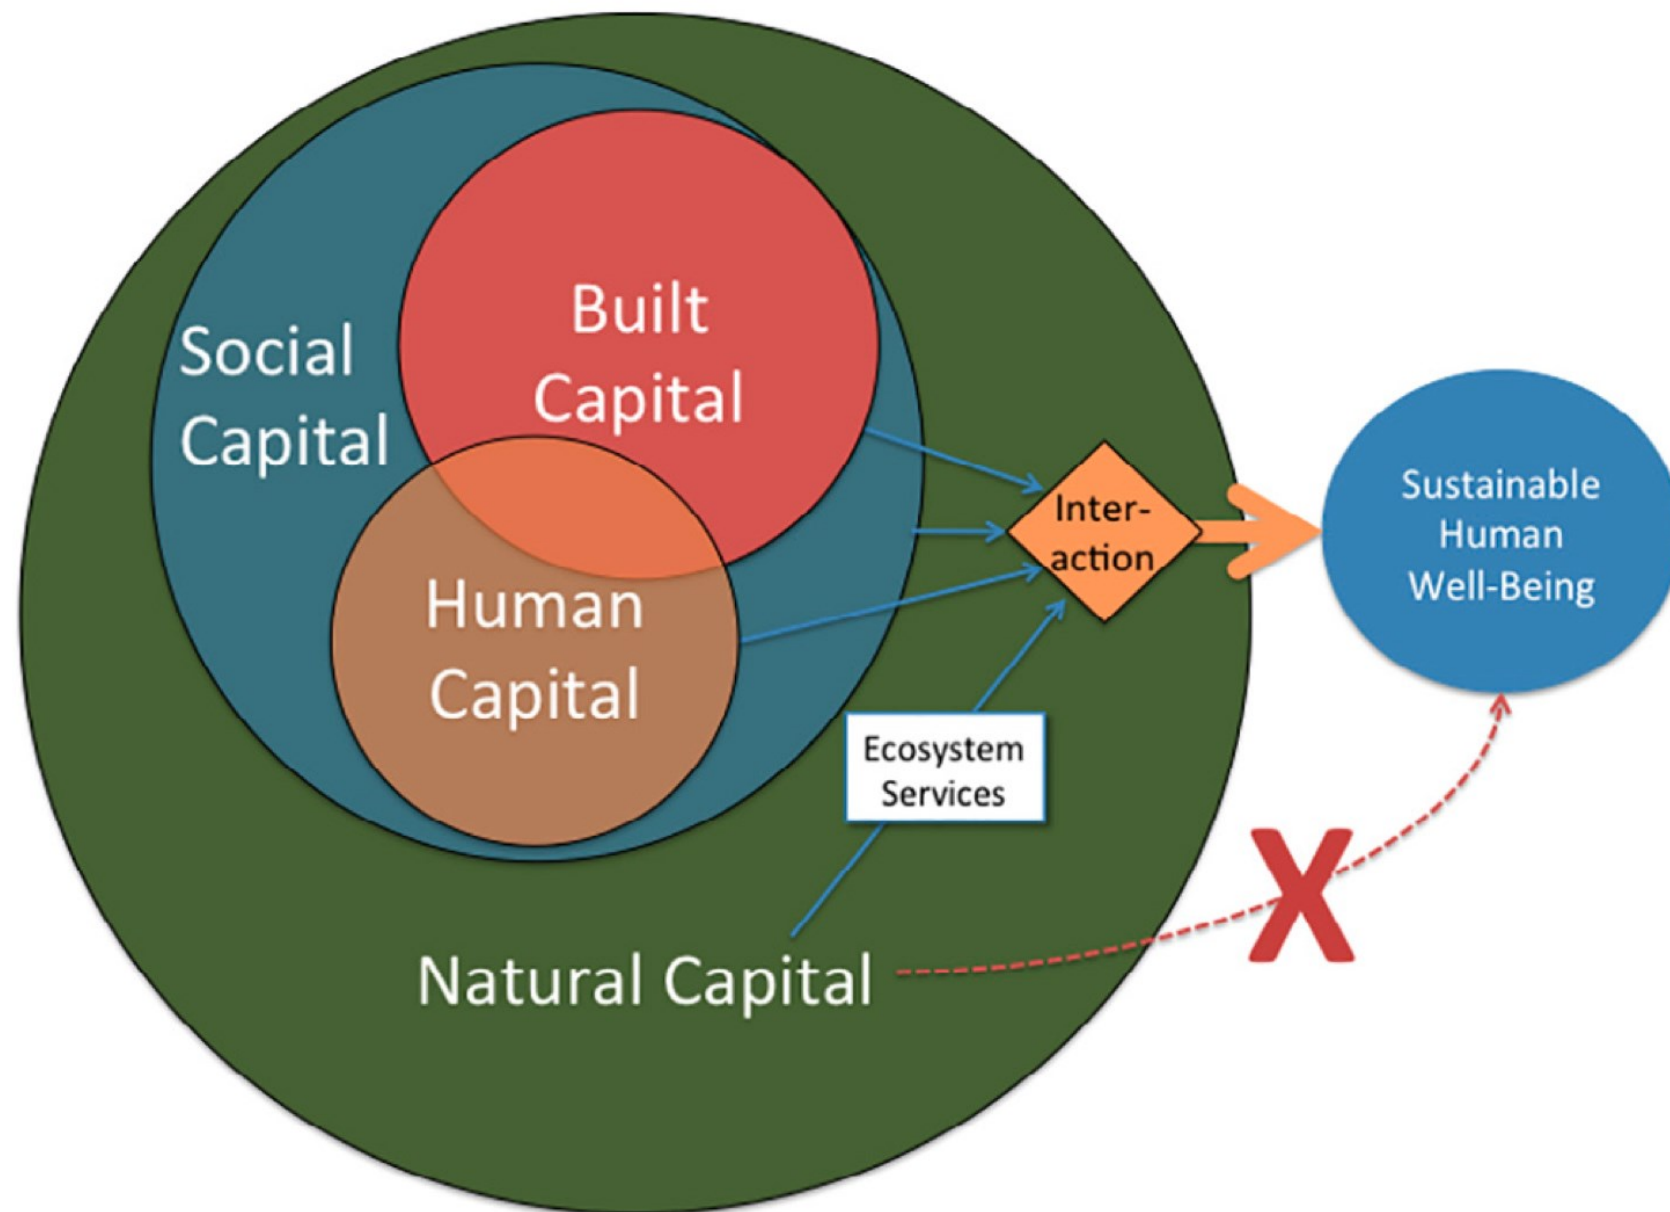 Built
Capital
Social
Capital
Human
Capital
Inter-
action
Sustainable
Human
Well-Being
Ecosystem
Services
Natural Capital
X